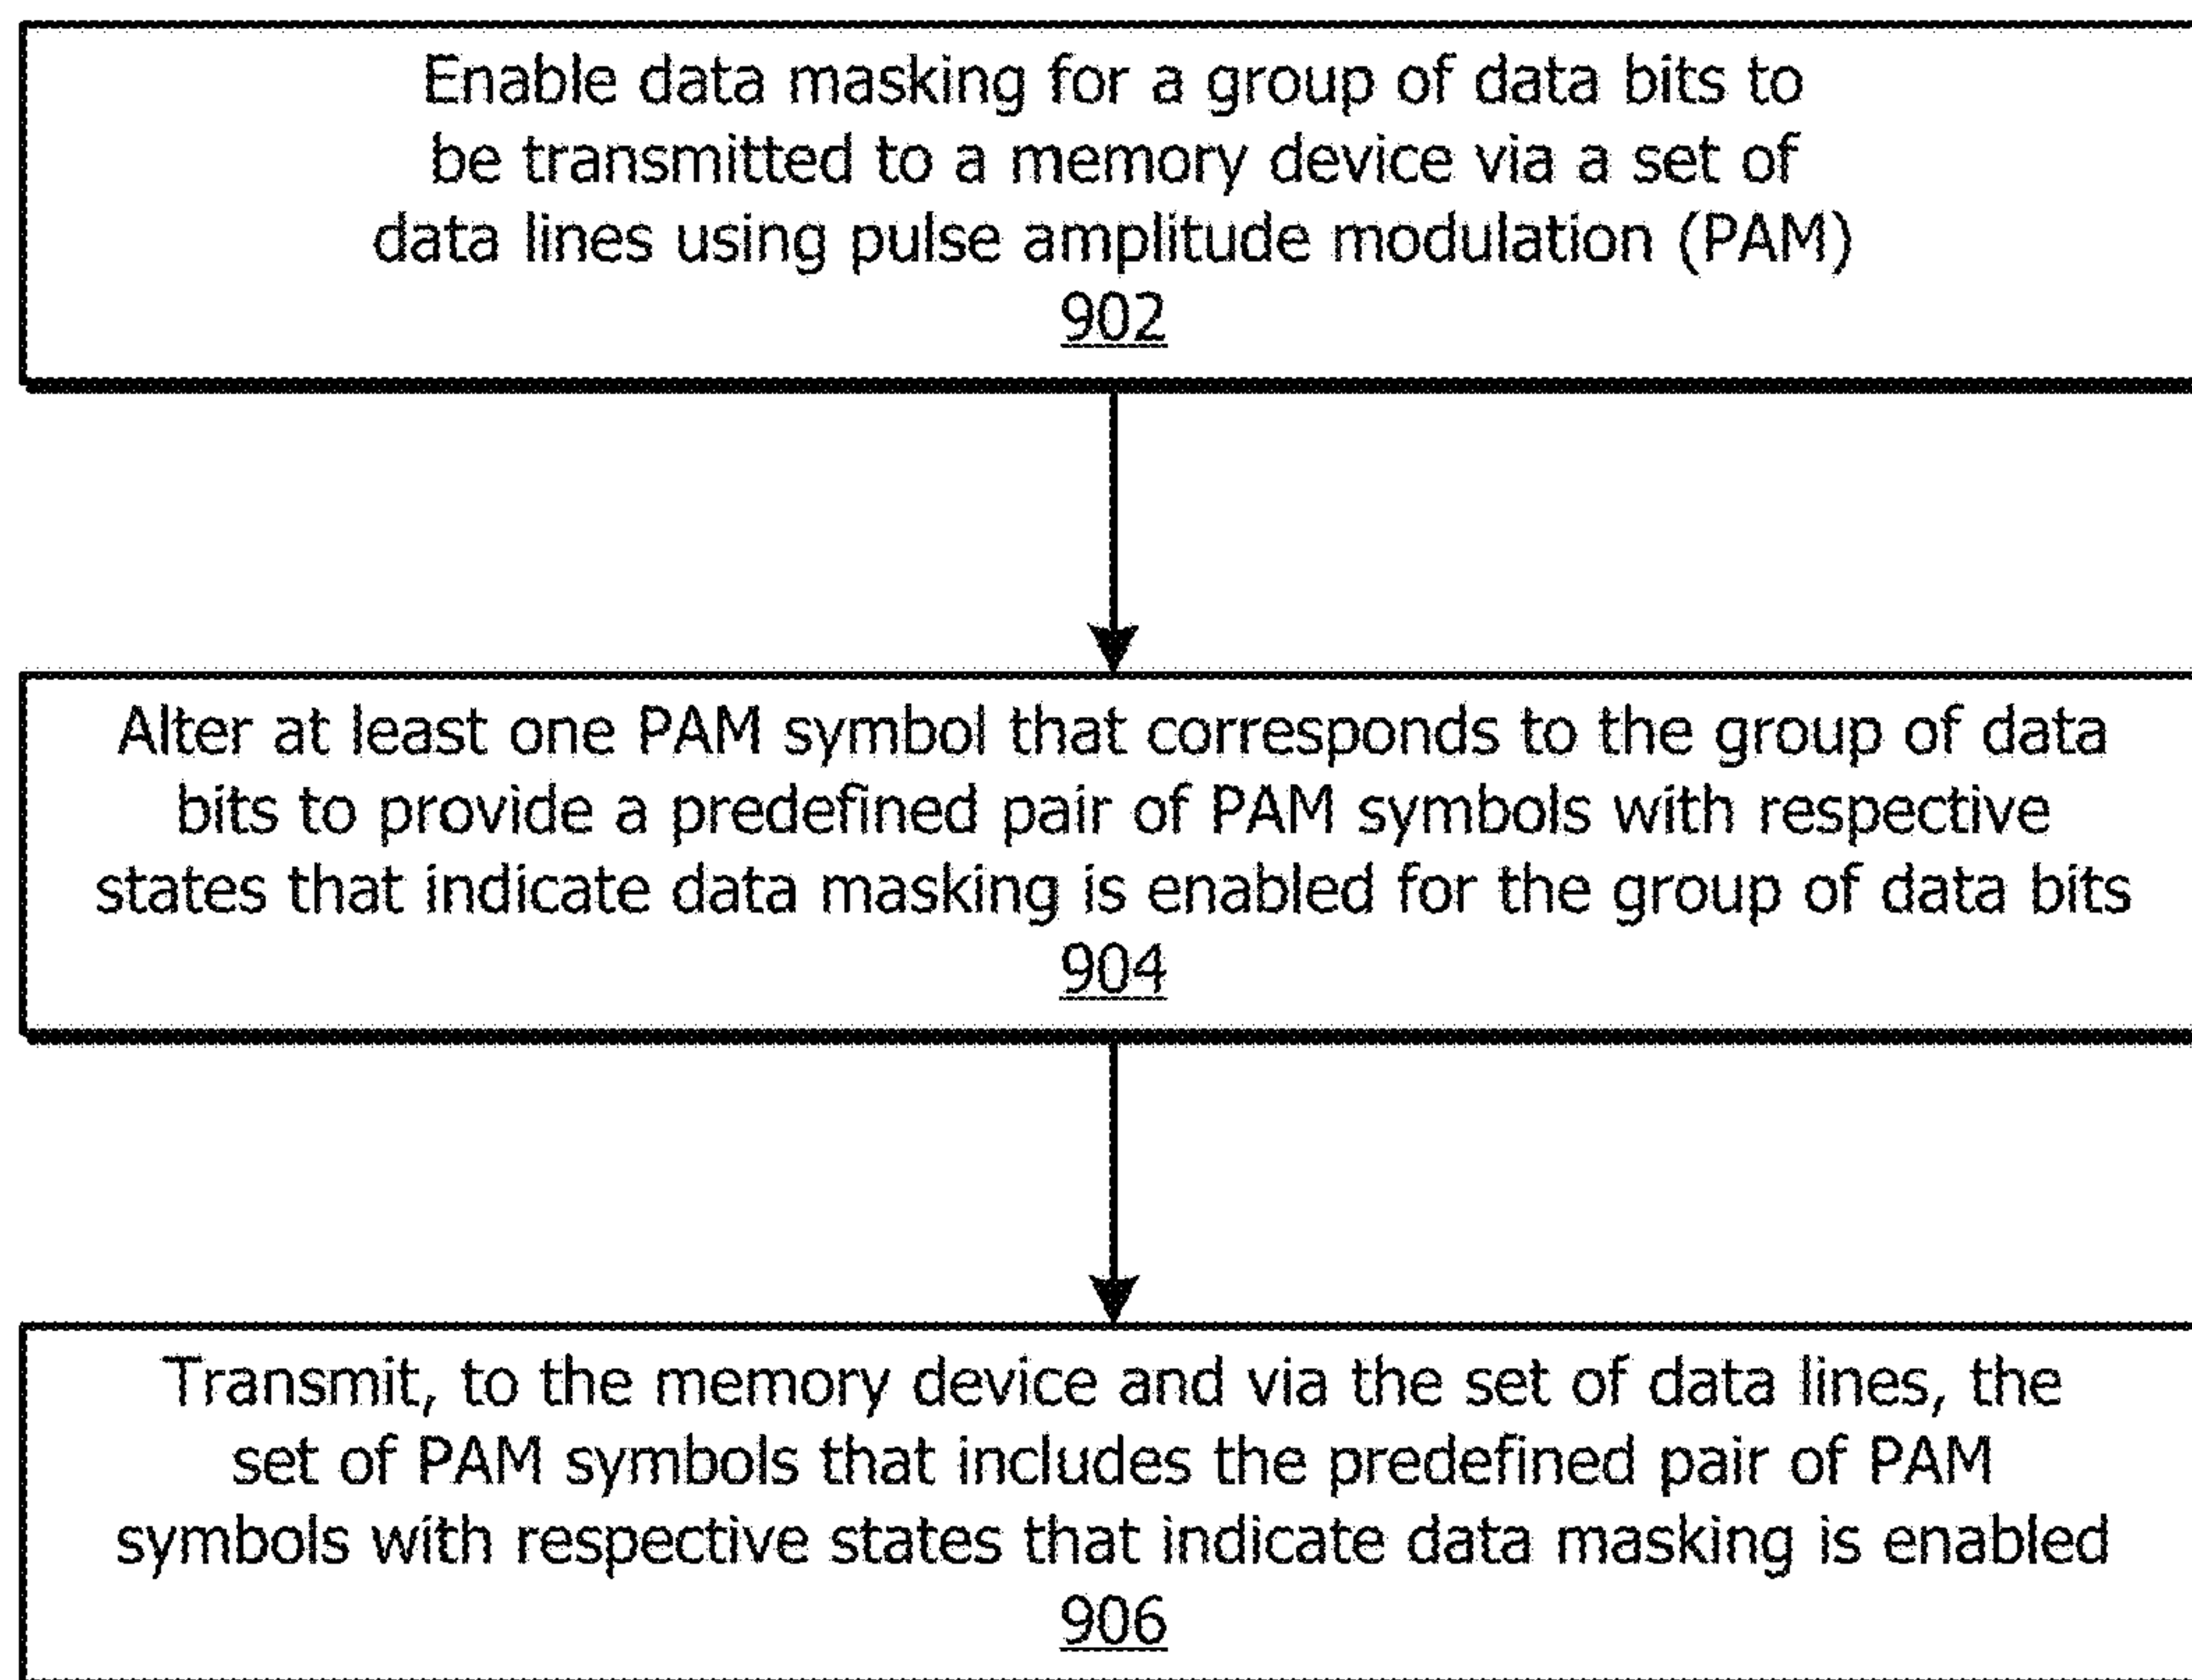 Enable data masking for a group of data bits to
be transmitted to a memory device via a set of
data lines using pulse amplitude modulation (PAM)
902
Alter at least one PAM symbol that corresponds to the group of data
bits to provide a predefined pair of PAM symbols with respective
states that indicate data masking is enabled for the group of data bits
904
Transmit, to the memory device and via the set of data lines, the
set of PAM symbols that includes the predefined pair of PAM
symbols with respective states that indicate data masking is enabled
906